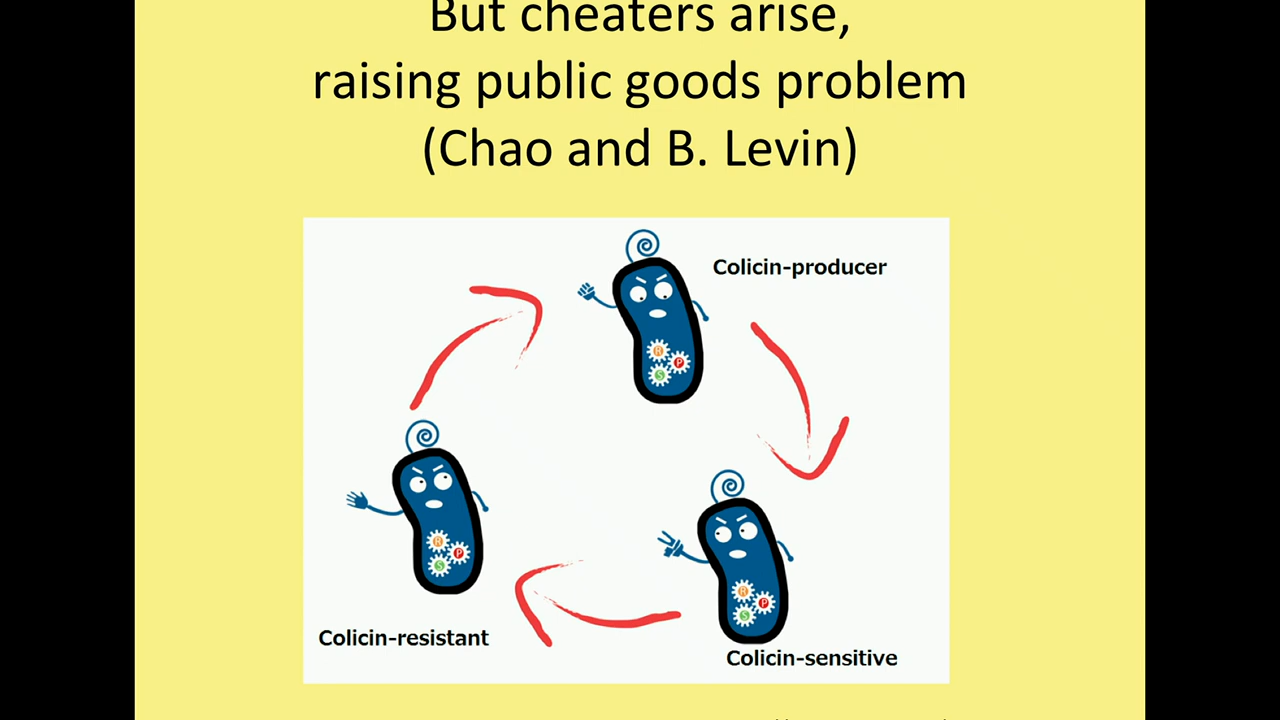 But cheaters arise,
raising public goods problem
(Chao and B. Levin)
Colicin-producer
R
P
S
R
P
S
R
P
S
Colicin-resistant
Colicin-sensitive